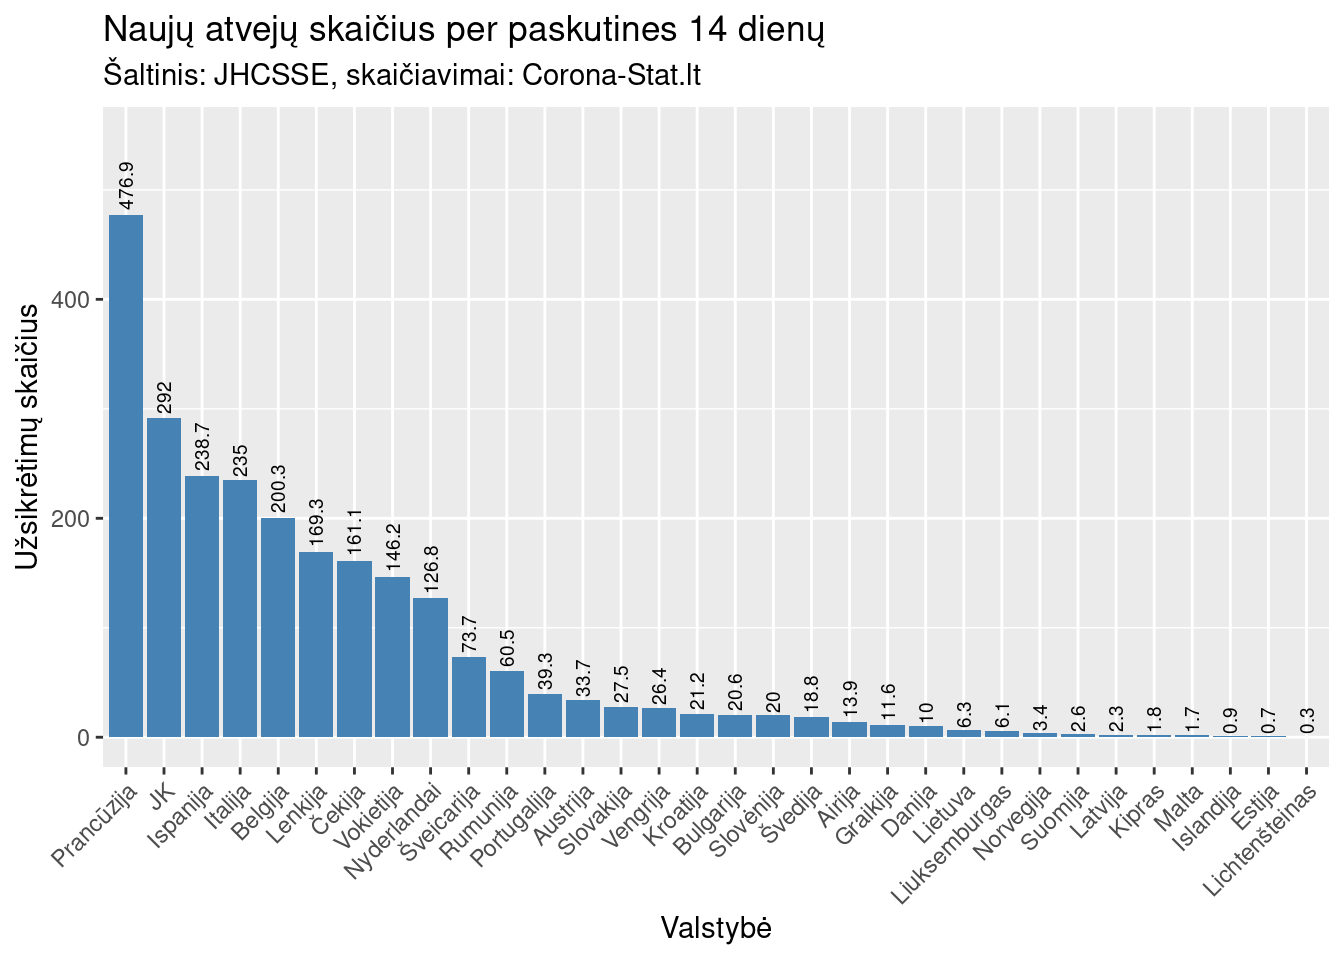 Naujų atvejų skaičius per paskutines 14 dienų
Šaltinis: JHCSSE, skaičiavimai: Corona-Stat.lt
Užsikrėtimų skaičius
400
200
0
476.9
292
238.7
235
200.3
169.3
161.1
146.2
126.8
73.7
60.5
39.3
33.7
27.5
26.4
21.2
20.6
20
18.8
13.9
11.6
10
6.3
6.1
3.4
2.6
2.3
1.8
1.7
0.9
0.7
0.3
Prancūzija
JK
Ispanija
Italija
Belgija
Lenkija
Čekija
Vokietija
Nyderlandai
Šveicarija
Rumunija
Portugalija
Austrija
Slovakija
Vengrija
Kroatija
Bulgarija
Slovėnija
Švedija
Airija
Graikija
Danija
Lietuva
Liuksemburgas
Norvegija
Suomija
Latvija
Kipras
Malta
Islandija
Estija
Lichtenšteinas
Valstybė